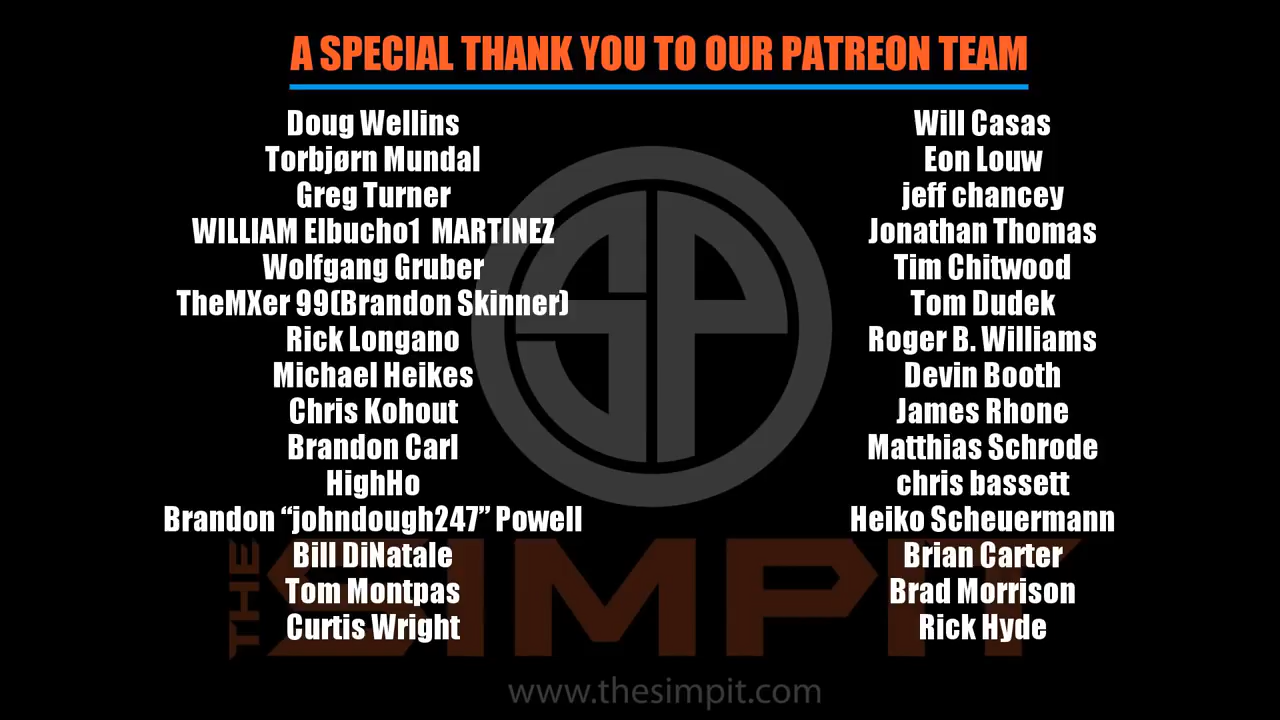 A SPECIAL THANK YOU TO OUR PATREON TEAM
Doug Wellins
Torbjørn Mundal
Greg Turner
WILLIAM Elbucho1 MARTINEZ
Wolfgang Gruber
TheMXer 99(Brandon Skinner)
Rick Longano
Michael Heikes
Chris Kohout
Brandon Carl
HighHo
Brandon “johndough247” Powell
Bill DiNatale
Tom Montpas
Curtis Wright
Will Casas
Eon Louw
jeff chancey
Jonathan Thomas
Tim Chitwood
Tom Dudek
Roger B. Williams
Devin Booth
James Rhone
Matthias Schrode
chris bassett
Heiko Scheuermann
Brian Carter
Brad Morrison
Rick Hyde
SP
THE SIMPIT
www.thesimpit.com